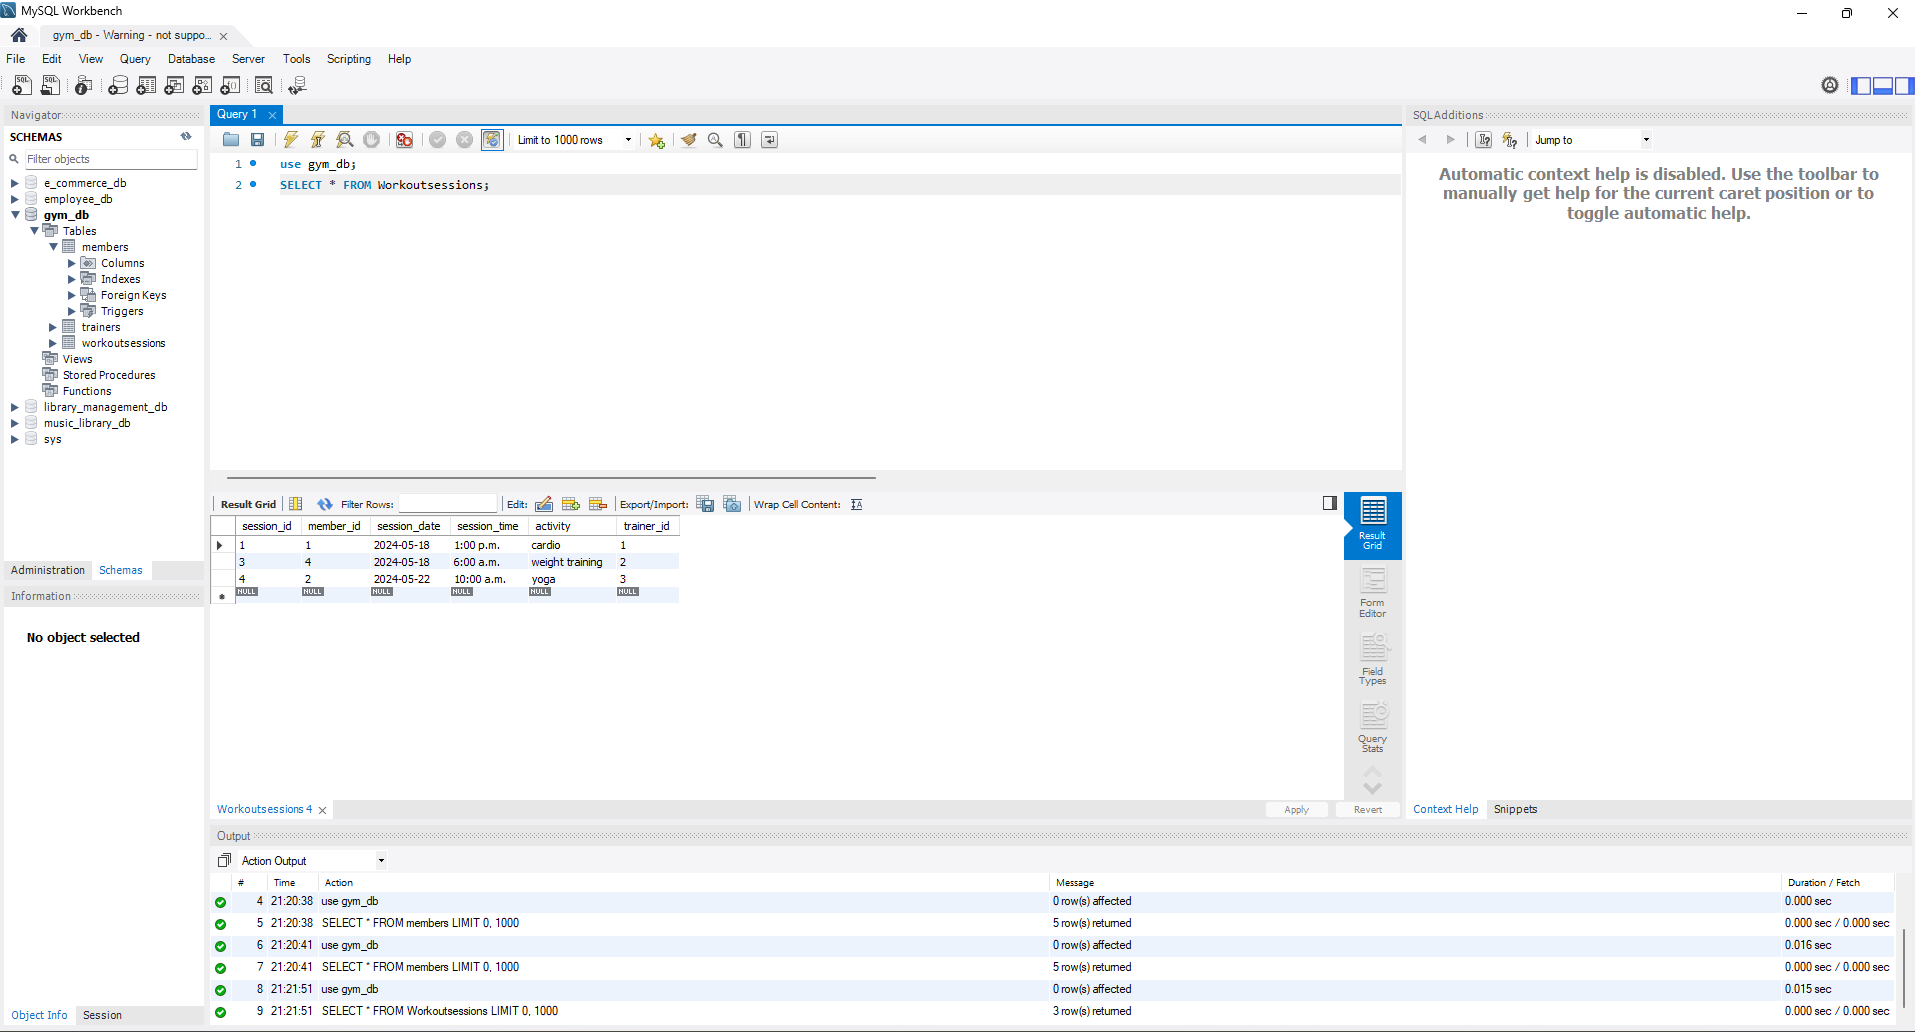 MySQL Workbench
gym_db - Warning - not suppo...
File Edit View Query Database Server Tools Scripting Help
Navigator
SCHEMAS
Filter objects
e_commerce_db
employee_db
gym_db
Tables
members
Columns
Indexes
Foreign Keys
Triggers
trainers
workoutsessions
Views
Stored Procedures
Functions
library_management_db
music_library_db
sys
Administration Schemas
Information
No object selected
Object Info Session
Query 1
Limit to 1000 rows
1 use gym_db;
2 SELECT * FROM Workoutsessions;
Result Grid Filter Rows: Edit: Export/Import: Wrap Cell Content:
session_id member_id session_date session_time activity trainer_id
1 1 2024-05-18 1:00 p.m. cardio 1
3 4 2024-05-18 6:00 a.m. weight training 2
4 2 2024-05-22 10:00 a.m. yoga 3
NULL NULL NULL NULL NULL NULL
Result
Grid
Form
Editor
Field
Types
Query
Stats
Workoutsessions 4
Apply Revert
SQLAdditions
Jump to
Automatic context help is disabled. Use the toolbar to
manually get help for the current caret position or to
toggle automatic help.
Context Help Snippets
Output
Action Output
# Time Action Message Duration / Fetch
4 21:20:38 use gym_db 0 row(s) affected 0.000 sec
5 21:20:38 SELECT * FROM members LIMIT 0, 1000 5 row(s) returned 0.000 sec / 0.000 sec
6 21:20:41 use gym_db 0 row(s) affected 0.016 sec
7 21:20:41 SELECT * FROM members LIMIT 0, 1000 5 row(s) returned 0.000 sec / 0.000 sec
8 21:21:51 use gym_db 0 row(s) affected 0.015 sec
9 21:21:51 SELECT * FROM Workoutsessions LIMIT 0, 1000 3 row(s) returned 0.000 sec / 0.000 sec